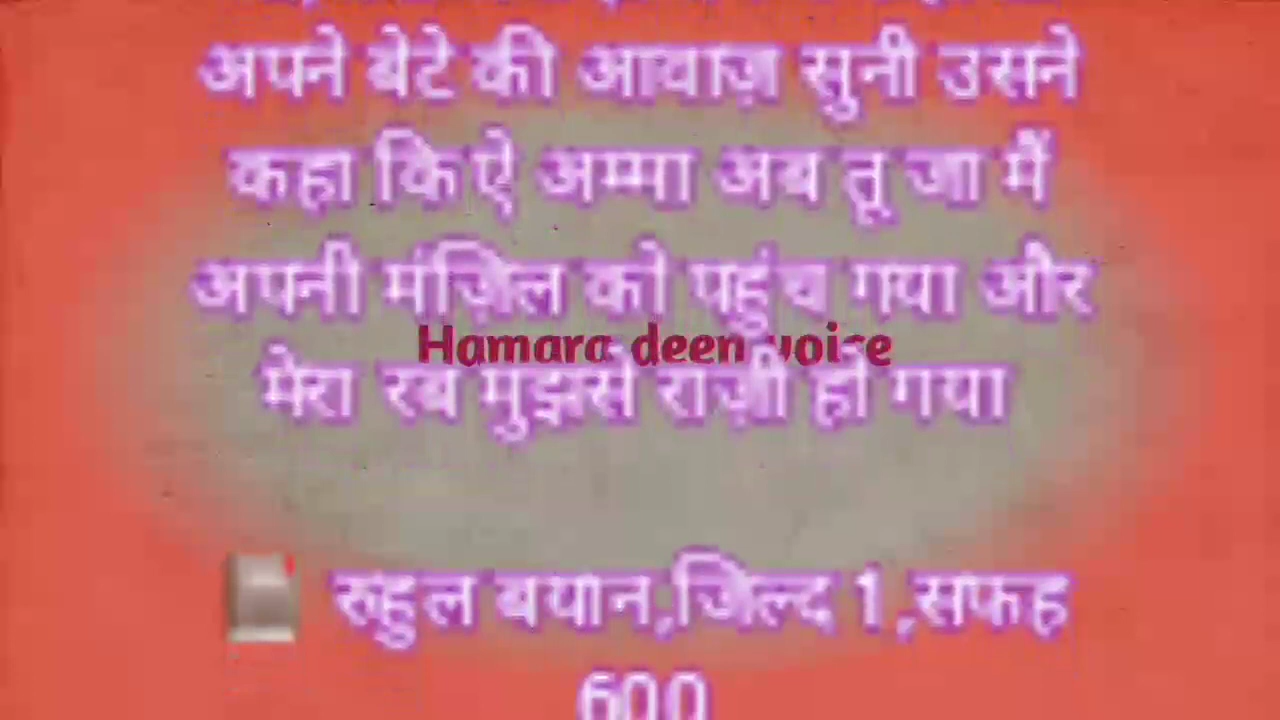 अपने बेटे की आवाज़ सुनी उसने
कहा कि ऐ अम्मा अब तू जा मैं
अपनी मंज़िल को पहुंच गया और
Hamara deen voice
मेरा रब मुझसे राज़ी हो गया
रुहुल बयान,जिल्द 1,सफह
600